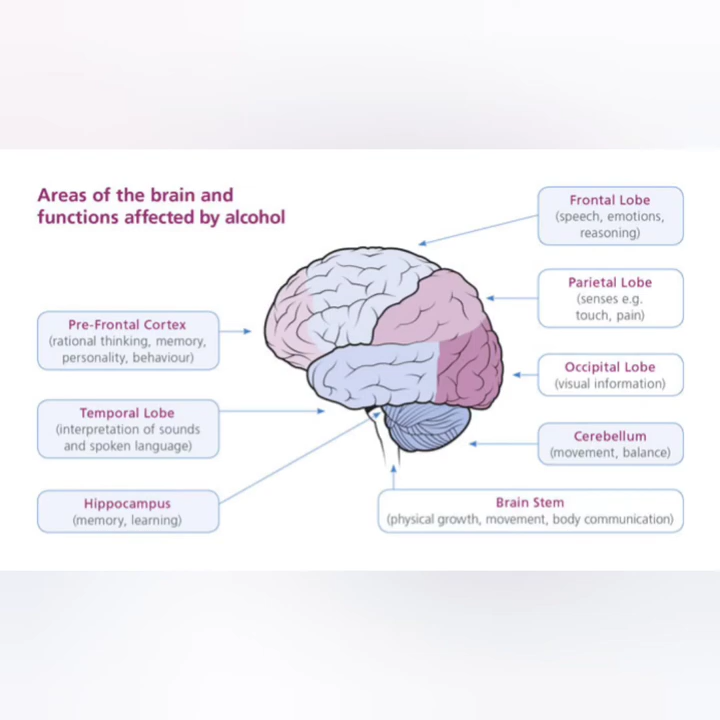 Areas of the brain and
functions affected by alcohol
Frontal Lobe
(speech, emotions,
reasoning)
Parietal Lobe
(senses e.g.
touch, pain)
Pre-Frontal Cortex
(rational thinking, memory,
personality, behaviour)
Occipital Lobe
(visual information)
Temporal Lobe
(interpretation of sounds
and spoken language)
Cerebellum
(movement, balance)
Hippocampus
(memory, learning)
Brain Stem
(physical growth, movement, body communication)